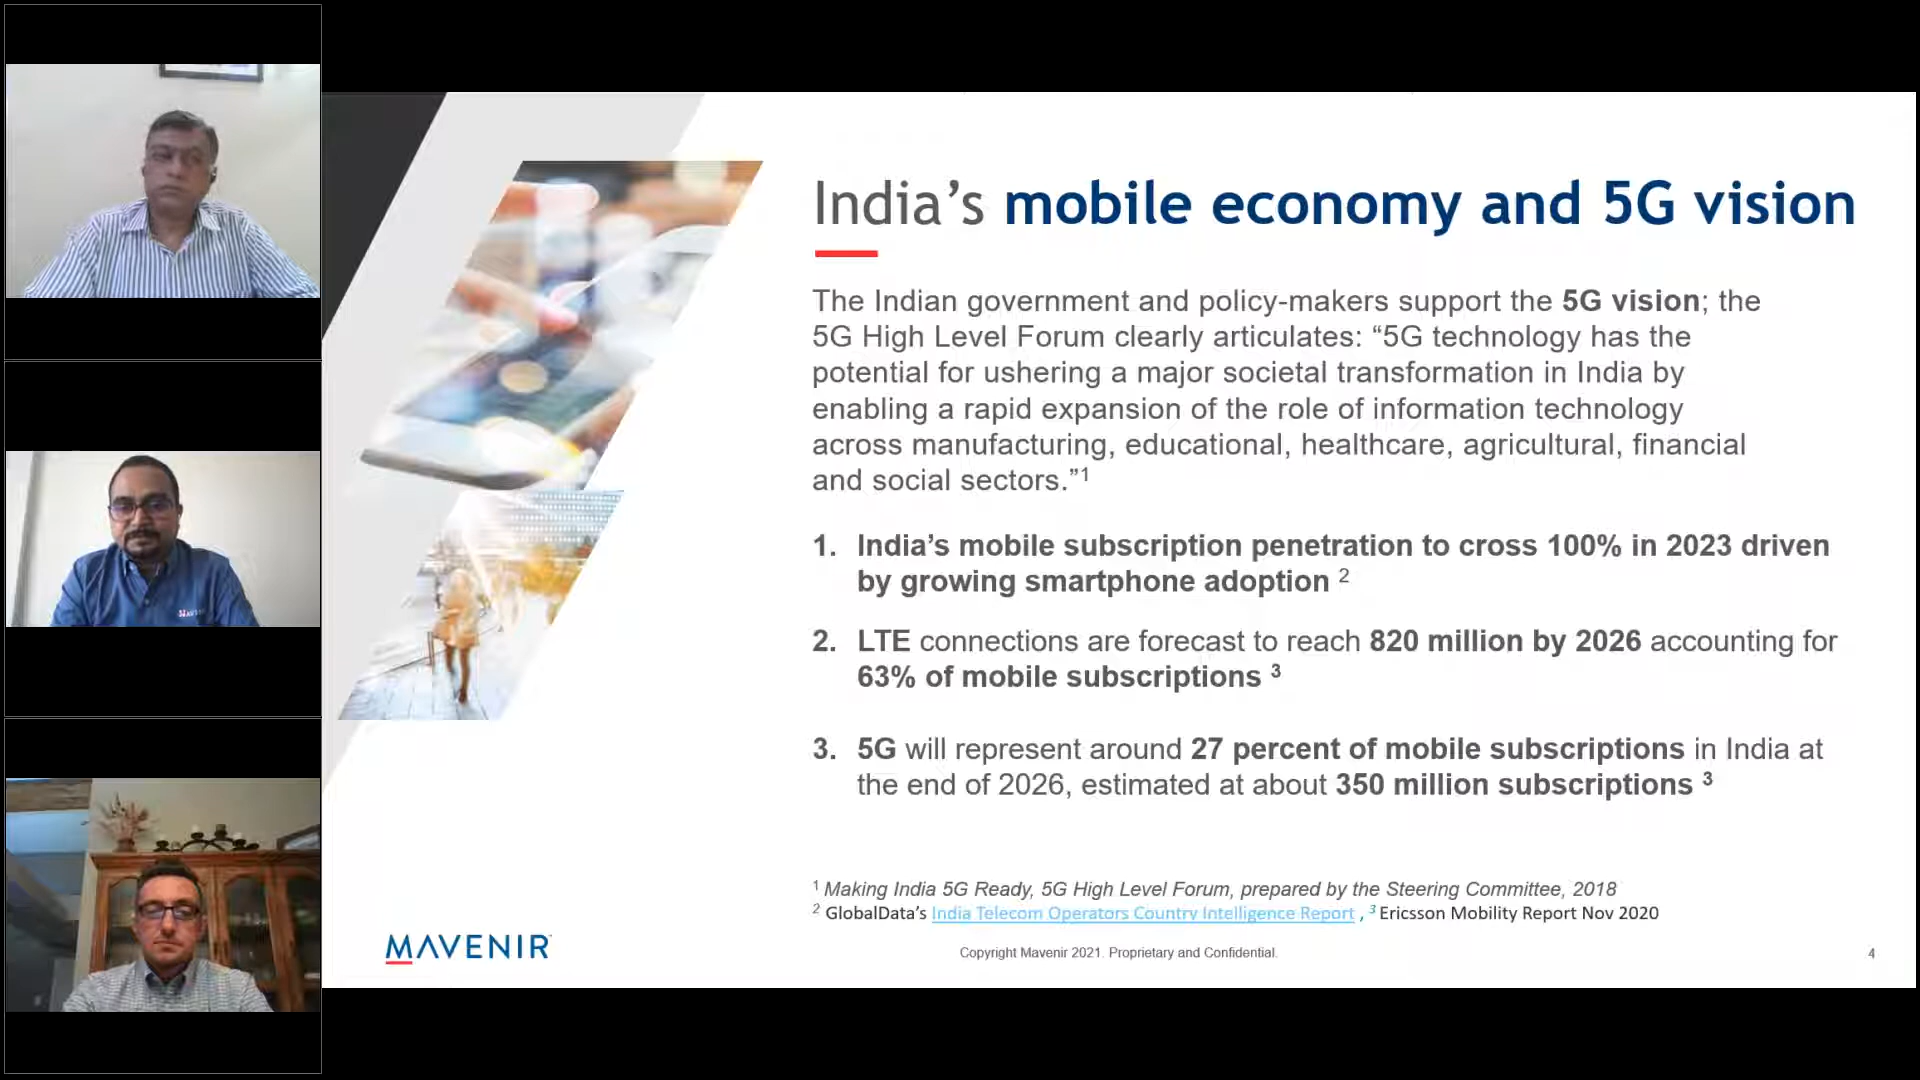 India’s mobile economy and 5G vision
The Indian government and policy-makers support the 5G vision; the
5G High Level Forum clearly articulates: “5G technology has the
potential for ushering a major societal transformation in India by
enabling a rapid expansion of the role of information technology
across manufacturing, educational, healthcare, agricultural, financial
and social sectors.”1
1. India’s mobile subscription penetration to cross 100% in 2023 driven
by growing smartphone adoption 2
2. LTE connections are forecast to reach 820 million by 2026 accounting for
63% of mobile subscriptions 3
3. 5G will represent around 27 percent of mobile subscriptions in India at
the end of 2026, estimated at about 350 million subscriptions 3
1 Making India 5G Ready, 5G High Level Forum, prepared by the Steering Committee, 2018
2 GlobalData’s India Telecom Operators Country Intelligence Report , 3 Ericsson Mobility Report Nov 2020
MAVENIR
Copyright Mavenir 2021. Proprietary and Confidential.
4